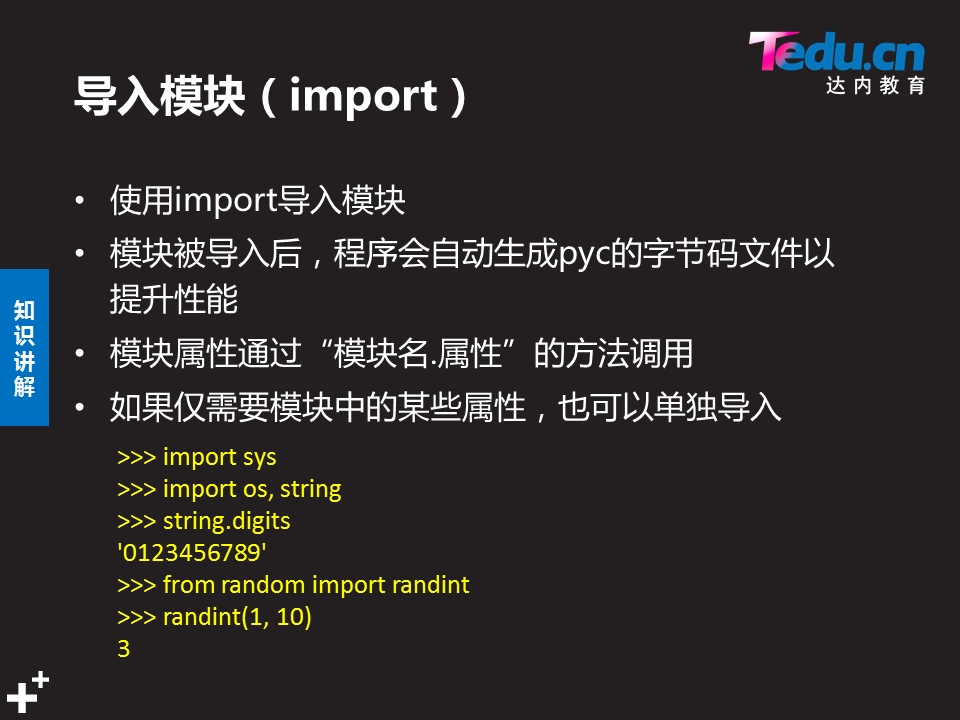 Tedu.cn
达内教育
导入模块（import）
• 使用import导入模块
• 模块被导入后，程序会自动生成pyc的字节码文件以
提升性能
• 模块属性通过“模块名.属性”的方法调用
• 如果仅需要模块中的某些属性，也可以单独导入
知识讲解
>>> import sys
>>> import os, string
>>> string.digits
'0123456789'
>>> from random import randint
>>> randint(1, 10)
3